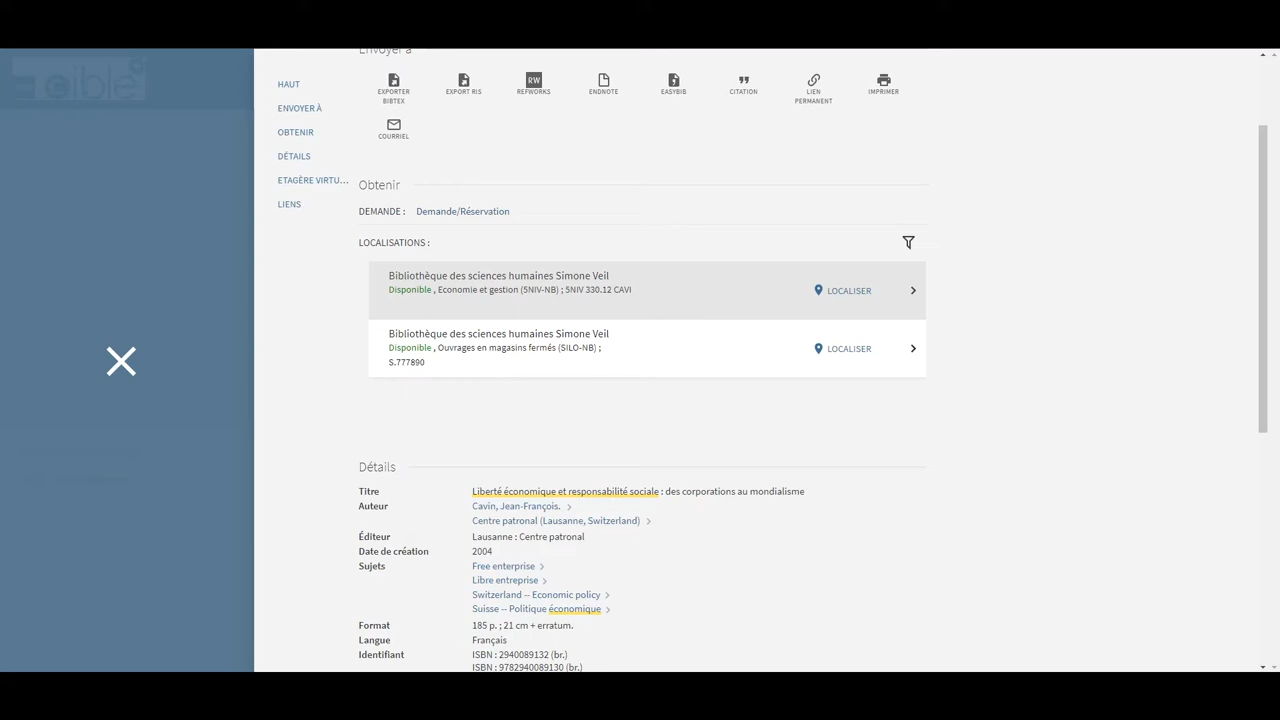 cible+
Envoyer à
HAUT
ENVOYER À
OBTENIR
DÉTAILS
ETAGÈRE VIRTU...
LIENS
EXPORTER BIBTEX
EXPORT RIS
RW
REFWORKS
ENDNOTE
EASYBIB
CITATION
LIEN PERMANENT
IMPRIMER
COURRIEL
Obtenir
DEMANDE : Demande/Réservation
LOCALISATIONS :
Bibliothèque des sciences humaines Simone Veil
Disponible , Economie et gestion (5NIV-NB) ; 5NIV 330.12 CAVI
LOCALISER
Bibliothèque des sciences humaines Simone Veil
Disponible , Ouvrages en magasins fermés (SILO-NB) ;
S.777890
LOCALISER
Détails
Titre Liberté économique et responsabilité sociale : des corporations au mondialisme
Auteur Cavin, Jean-François.
Centre patronal (Lausanne, Switzerland)
Éditeur Lausanne : Centre patronal
Date de création 2004
Sujets Free enterprise
Libre entreprise
Switzerland -- Economic policy
Suisse -- Politique économique
Format 185 p. ; 21 cm + erratum.
Langue Français
Identifiant ISBN : 2940089132 (br.)
ISBN : 9782940089130 (br.)